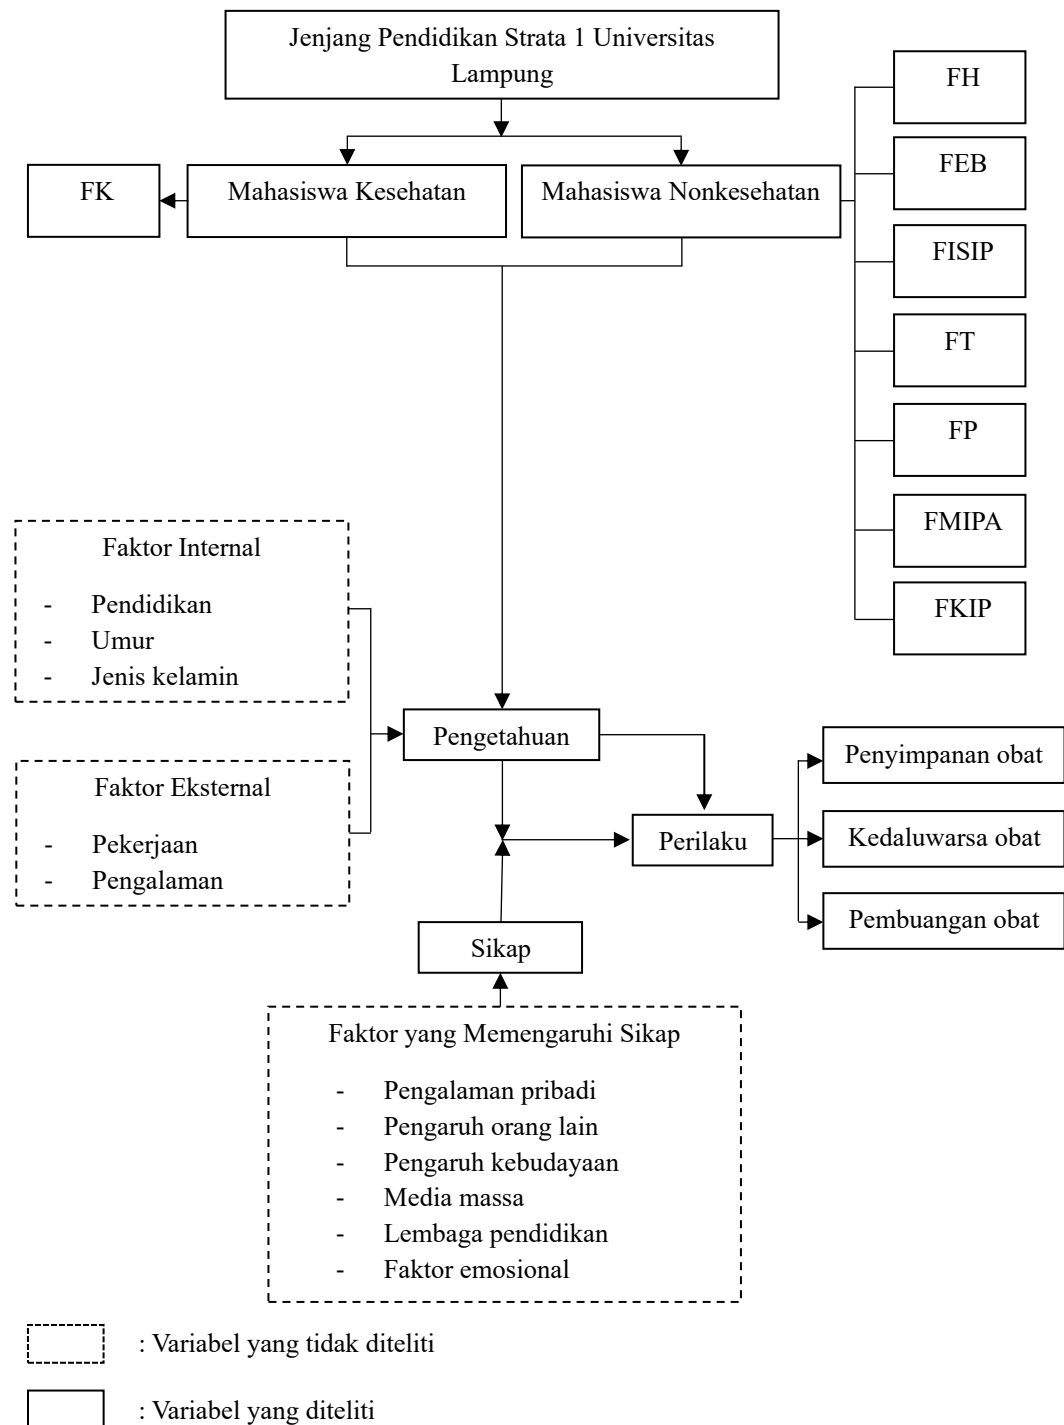 Jenjang Pendidikan Strata 1 Universitas
Lampung
FH
FK
Mahasiswa Kesehatan
Mahasiswa Nonkesehatan
FEB
FISIP
FT
FP
FMIPA
FKIP
Faktor Internal
- Pendidikan
- Umur
- Jenis kelamin
Pengetahuan
Faktor Eksternal
- Pekerjaan
- Pengalaman
Perilaku
Penyimpanan obat
Kedaluwarsa obat
Pembuangan obat
Sikap
Faktor yang Memengaruhi Sikap
- Pengalaman pribadi
- Pengaruh orang lain
- Pengaruh kebudayaan
- Media massa
- Lembaga pendidikan
- Faktor emosional
: Variabel yang tidak diteliti
: Variabel yang diteliti